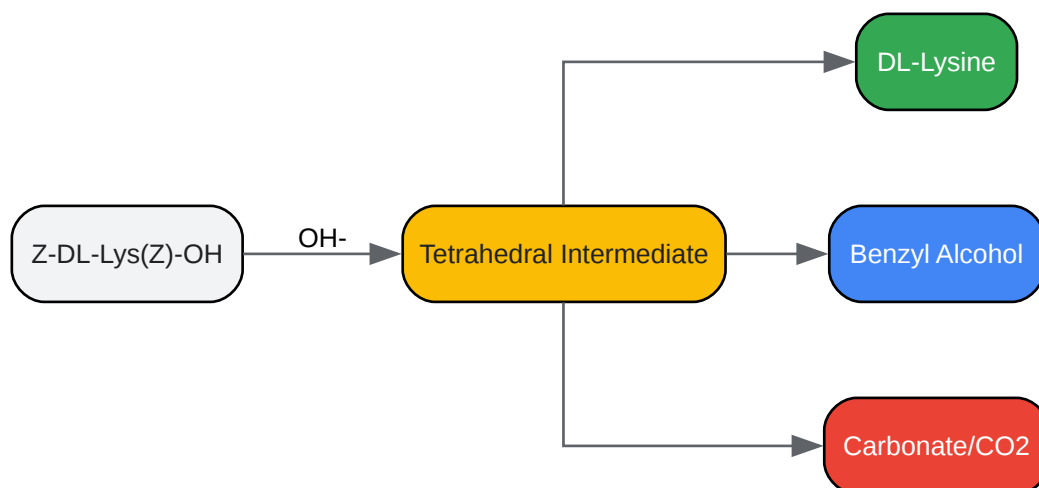 DL-Lysine
Z-DL-Lys(Z)-OH
OH-
Tetrahedral Intermediate
Benzyl Alcohol
Carbonate/CO2